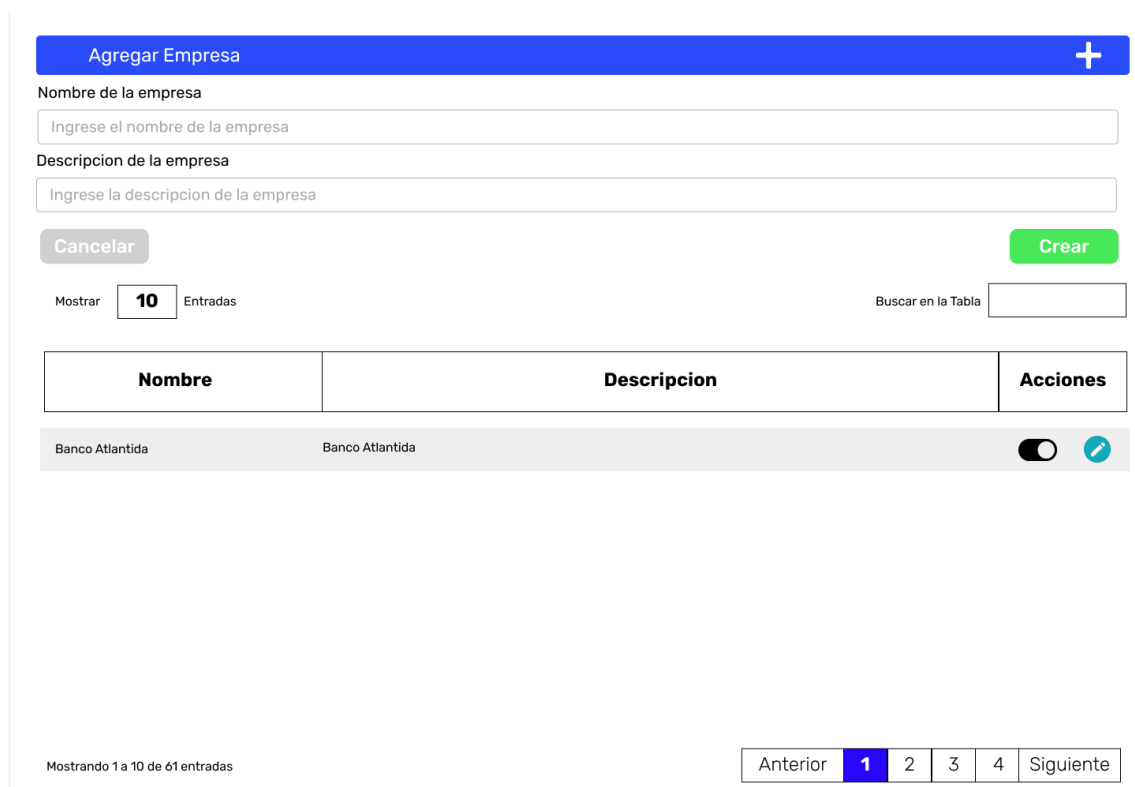 Agregar Empresa
Nombre de la empresa
Ingrese el nombre de la empresa
Descripcion de la empresa
Ingrese la descripcion de la empresa
Cancelar Crear
Mostrar 10 Entradas Buscar en la Tabla
Nombre Descripcion Acciones
Banco Atlantida Banco Atlantida
Mostrando 1 a 10 de 61 entradas Anterior 1 2 3 4 Siguiente